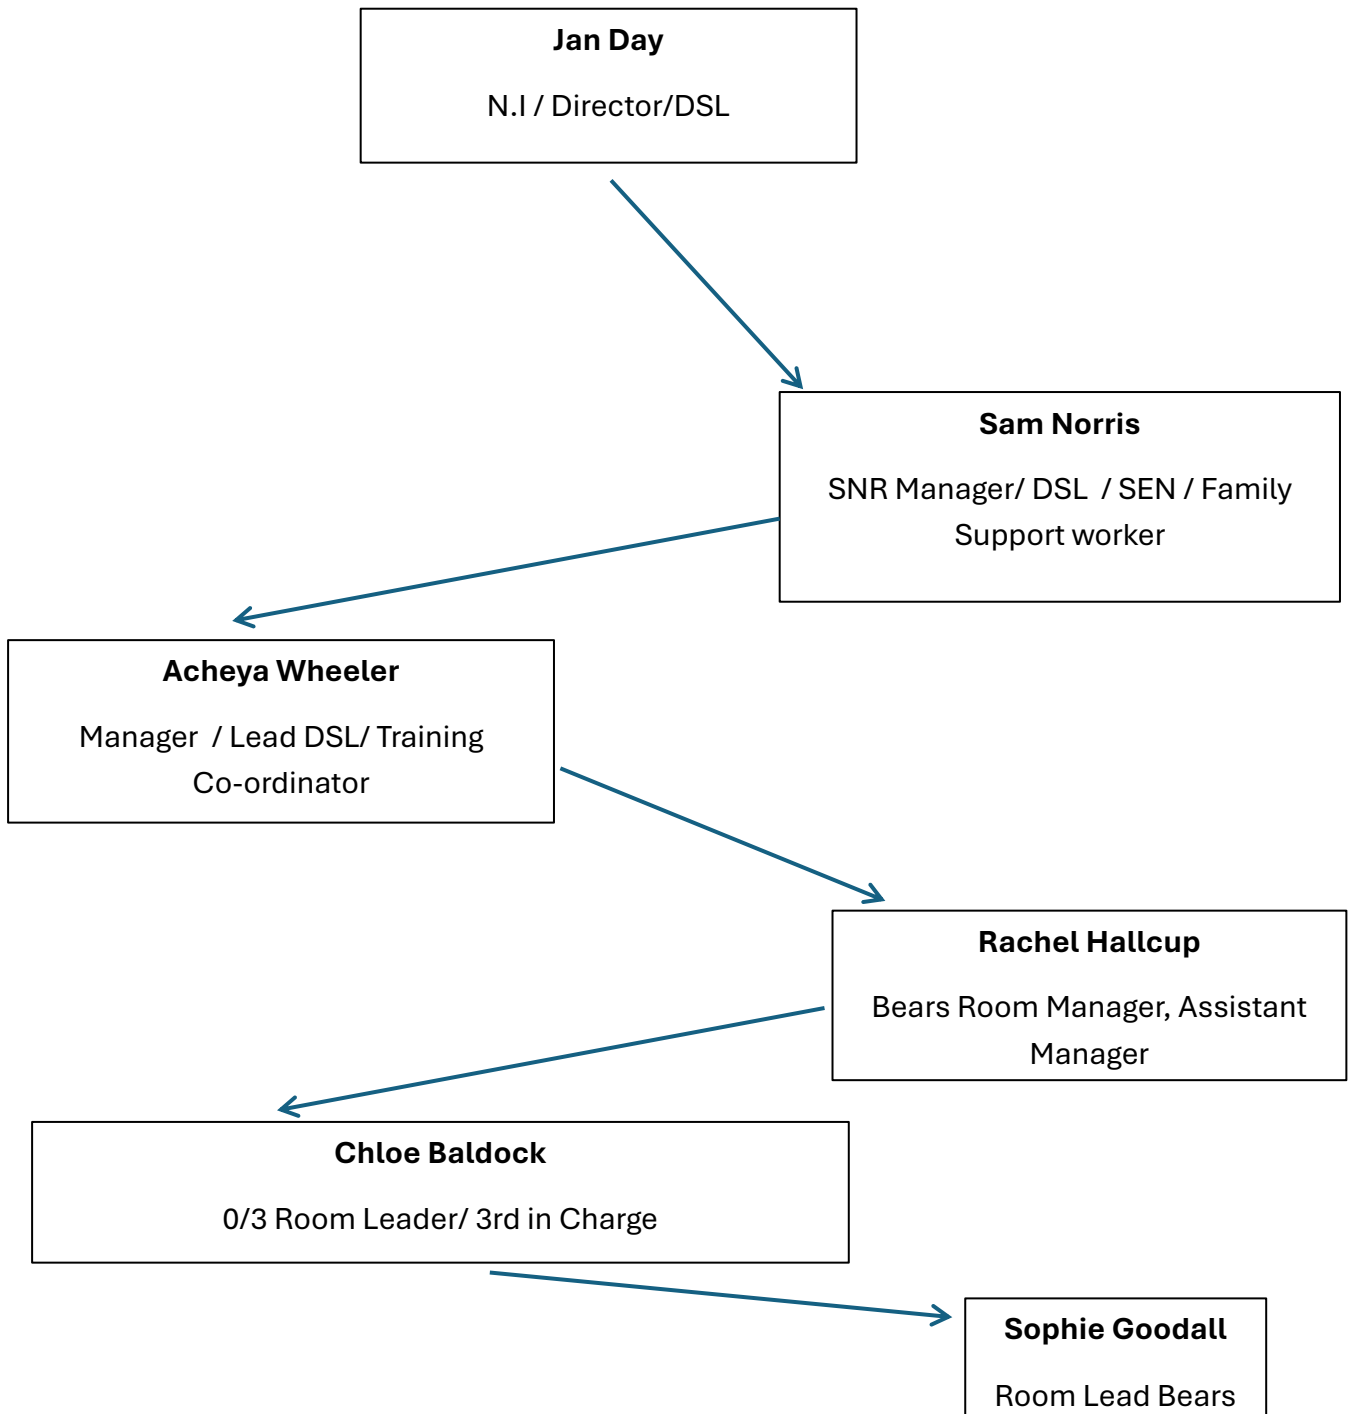 Jan Day
N.I / Director/DSL
Sam Norris
SNR Manager/ DSL  / SEN / Family
Support worker
Acheya Wheeler
Manager  / Lead DSL/ Training
Co-ordinator
Rachel Hallcup
Bears Room Manager, Assistant
Manager
Chloe Baldock
0/3 Room Leader/ 3rd in Charge
Sophie Goodall
Room Lead Bears